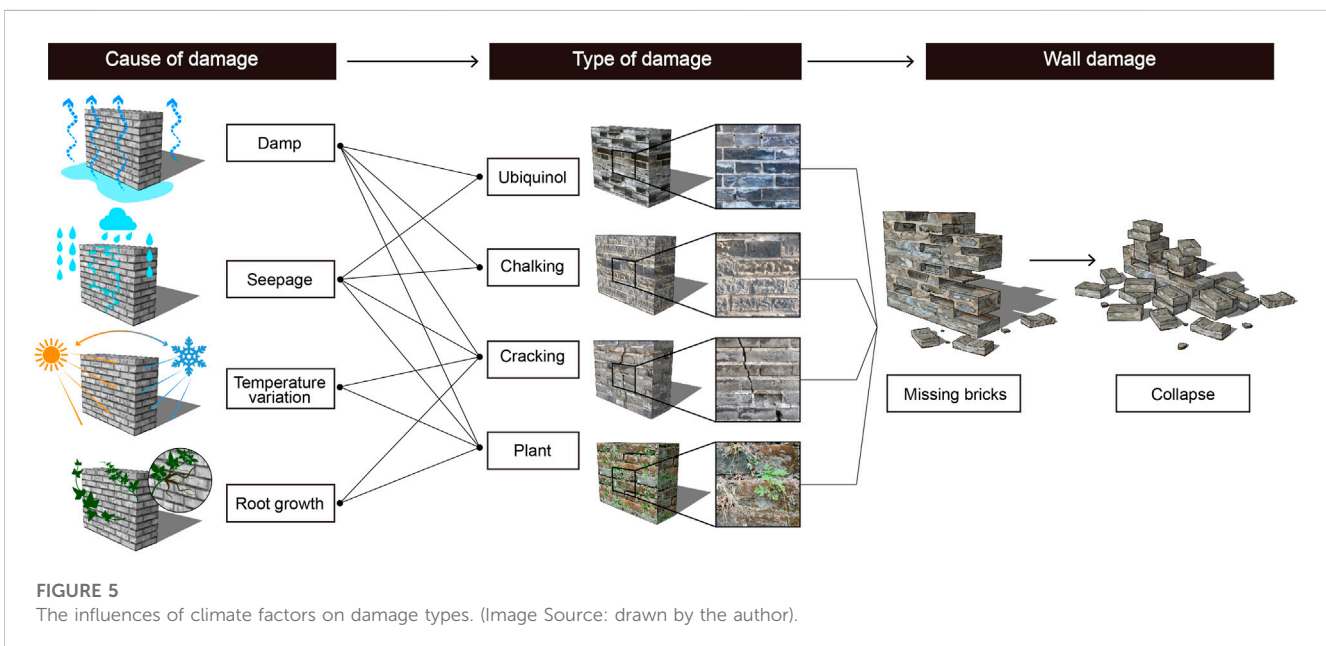 Cause of damage
Type of damage
Wall damage
Damp
Seepage
Temperature
variation
Root growth
Ubiquinol
Chalking
Cracking
Plant
Missing bricks
Collapse
FIGURE 5
The influences of climate factors on damage types. (Image Source: drawn by the author).